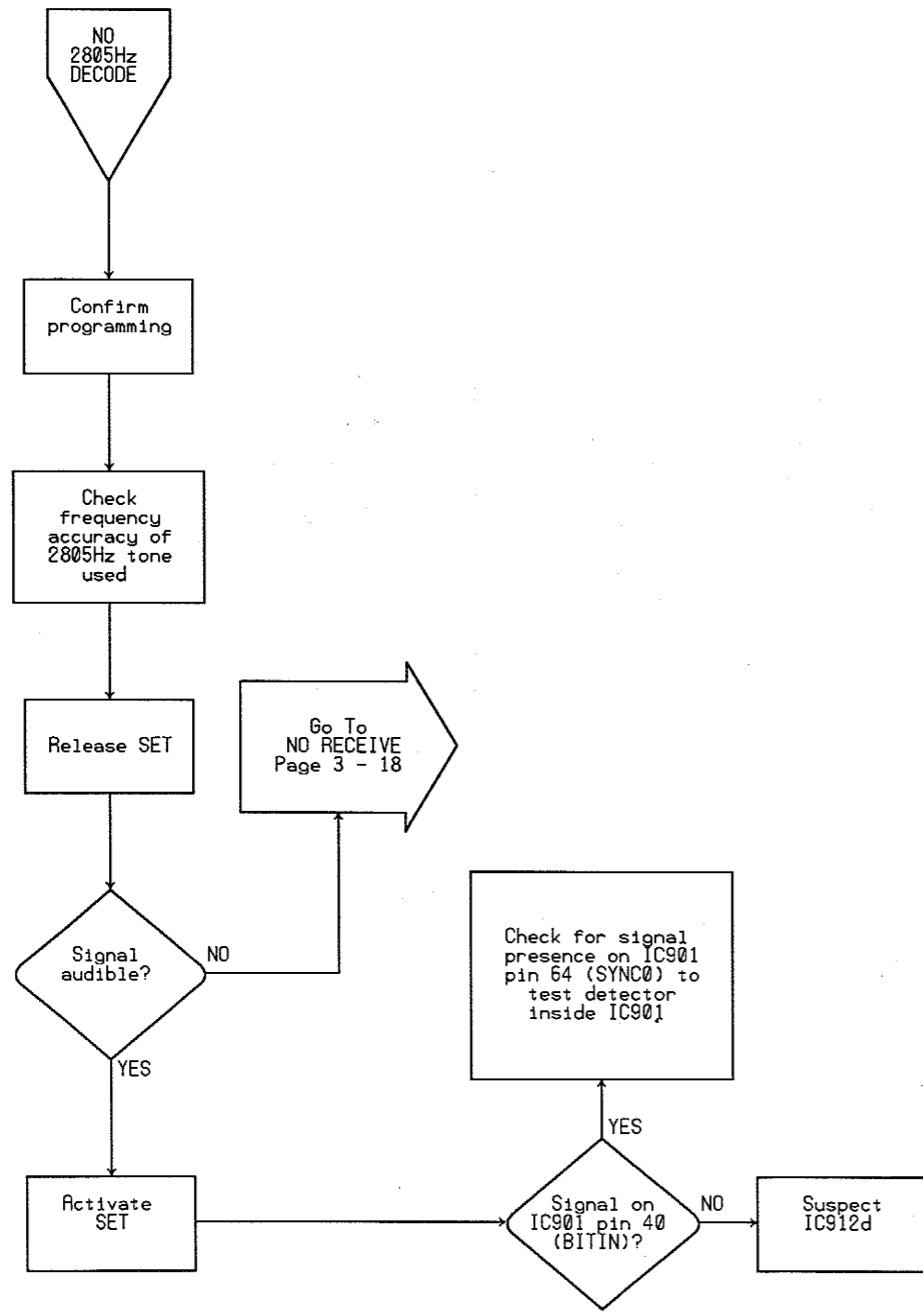 NO
2805Hz
DECODE
Confirm
programming
Check
frequency
accuracy of
2805Hz tone
used
Release SET
Go To
NO RECEIVE
Page 3 - 18
Signal
audible?
NO
YES
Activate
SET
Check for signal
presence on IC901
pin 64 (SYNC0) to
test detector
inside IC901
YES
Signal on
IC901 pin 40
(BITIN)?
NO
Suspect
IC912d